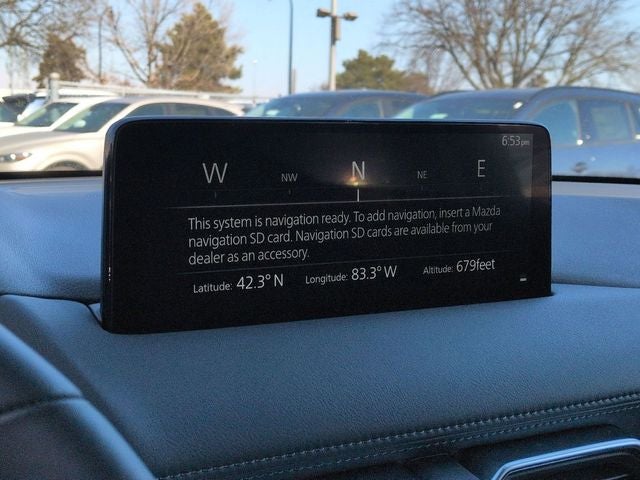 6:53pm
W NW N NE E
This system is navigation ready. To add navigation, insert a Mazda
navigation SD card. Navigation SD cards are available from your
dealer as an accessory.
Latitude: 42.3° N Longitude: 83.3° W Altitude: 679feet